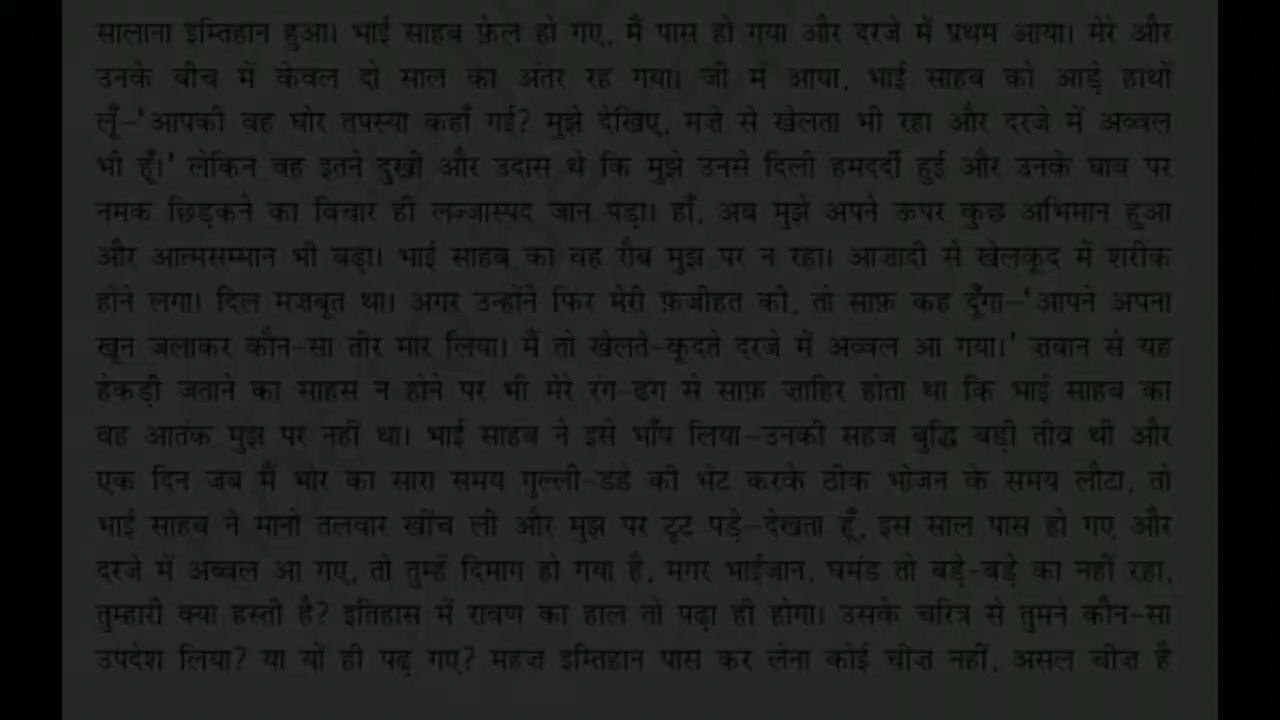 सालाना इम्तिहान हुआ। भाई साहब फ़ेल हो गए, मैं पास हो गया और दरजे में प्रथम आया। मेरे और
उनके बीच में केवल दो साल का अंतर रह गया। जी में आया, भाई साहब को आड़े हाथों
लूँ–'आपकी वह घोर तपस्या कहाँ गई? मुझे देखिए, मज़े से खेलता भी रहा और दरजे में अव्वल
भी हूँ।' लेकिन वह इतने दुखी और उदास थे कि मुझे उनसे दिली हमदर्दी हुई और उनके घाव पर
नमक छिड़कने का विचार ही लज्जास्पद जान पड़ा। हाँ, अब मुझे अपने ऊपर कुछ अभिमान हुआ
और आत्मसम्मान भी बढ़ा। भाई साहब का वह रौब मुझ पर न रहा। आज़ादी से खेलकूद में शरीक
होने लगा। दिल मज़बूत था। अगर उन्होंने फिर मेरी फ़जीहत की, तो साफ़ कह दूँगा–'आपने अपना
खून जलाकर कौन-सा तीर मार लिया। मैं तो खेलते-कूदते दरजे में अव्वल आ गया।' ज़बान से यह
हेकड़ी जताने का साहस न होने पर भी मेरे रंग-ढंग से साफ़ ज़ाहिर होता था कि भाई साहब का
वह आतंक मुझ पर नहीं था। भाई साहब ने इसे भाँप लिया–उनकी सहज बुद्धि बड़ी तीव्र थी और
एक दिन जब मैं भोर का सारा समय गुल्ली-डंडे की भेंट करके ठीक भोजन के समय लौटा, तो
भाई साहब ने मानो तलवार खींच ली और मुझ पर टूट पड़े–देखता हूँ, इस साल पास हो गए और
दरजे में अव्वल आ गए, तो तुम्हें दिमाग हो गया है, मगर भाईजान, घमंड तो बड़े-बड़े का नहीं रहा,
तुम्हारी क्या हस्ती है? इतिहास में रावण का हाल तो पढ़ा ही होगा। उसके चरित्र से तुमने कौन-सा
उपदेश लिया? या यों ही पढ़ गए? महज़ इम्तिहान पास कर लेना कोई चीज़ नहीं, असल चीज़ है